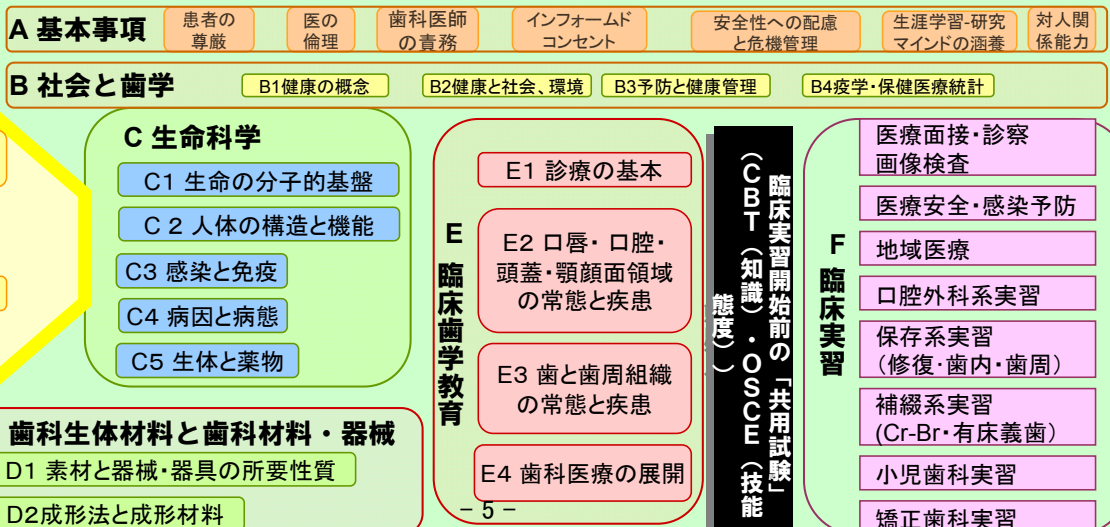 A 基本事項
患者の
尊厳
医の
倫理
歯科医師
の責務
インフォームド
コンセント
安全性への配慮
と危機管理
生涯学習-研究
マインドの涵養
対人関
係能力
B 社会と歯学
B1健康の概念
B2健康と社会、環境
B3予防と健康管理
B4疫学・保健医療統計
C 生命科学
C1 生命の分子的基盤
C 2 人体の構造と機能
C3 感染と免疫
C4 病因と病態
C5 生体と薬物
歯科生体材料と歯科材料・器械
D1 素材と器械・器具の所要性質
D2成形法と成形材料
E 臨床歯学教育
E1 診療の基本
E2 口唇・ 口腔・
頭蓋・顎顔面領域
の常態と疾患
E3 歯と歯周組織
の常態と疾患
E4 歯科医療の展開
− 5 −
臨床実習開始前の「共用試験」
（CBT（知識）・OSCE（技能
態度））
F 臨床実習
医療面接・診察
画像検査
医療安全・感染予防
地域医療
口腔外科系実習
保存系実習
（修復・歯内・歯周）
補綴系実習
(Cr-Br・有床義歯）
小児歯科実習
矯正歯科実習